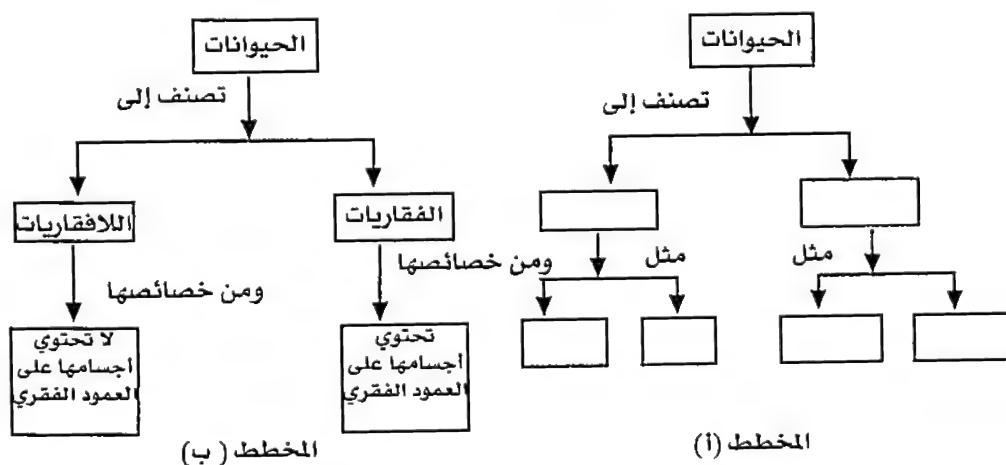 الحيوانات
تصنف إلى
مثل
مثل
المخطط (أ)
الحيوانات
تصنف إلى
الفقاريات
اللافقاريات
ومن خصائصها
ومن خصائصها
تحتوي
أجسامها على
العمود الفقري
لا تحتوي
أجسامها على
العمود الفقري
المخطط (ب)